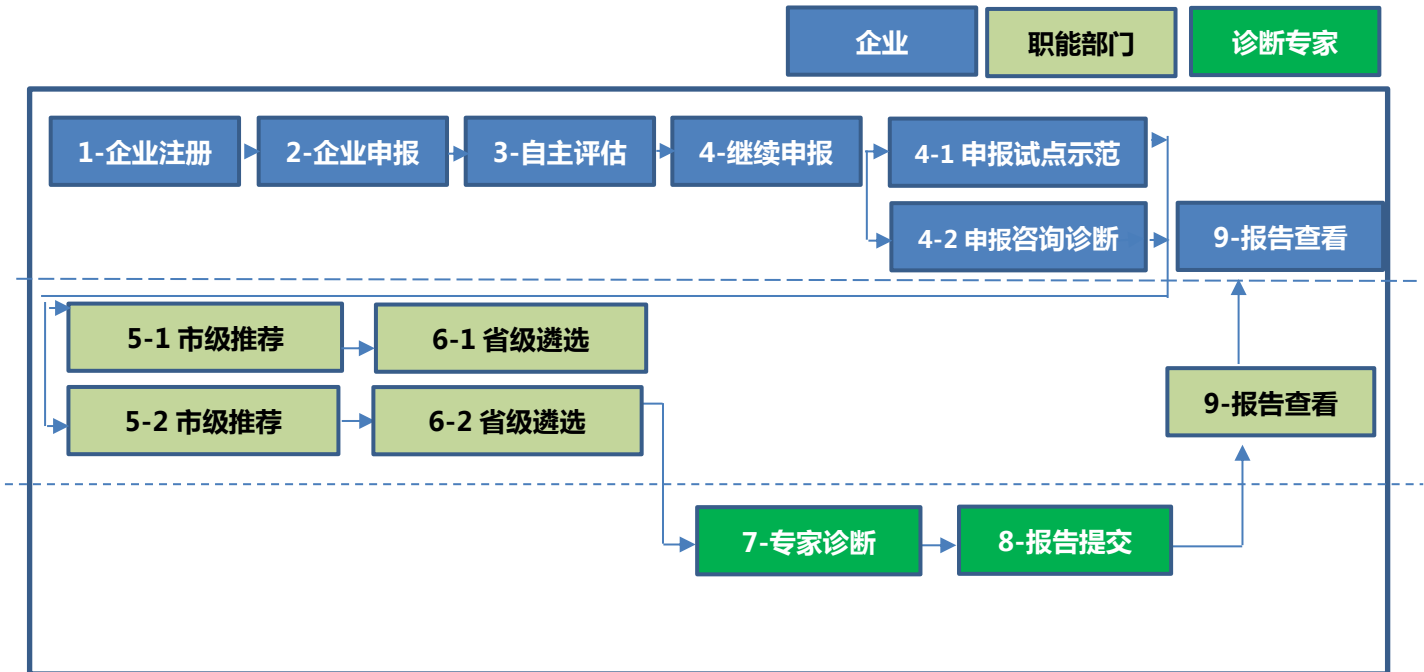 企业
职能部门
诊断专家
1-企业注册
2-企业申报
3-自主评估
4-继续申报
4-1 申报试点示范
4-2 申报咨询诊断
9-报告查看
5-1 市级推荐
6-1 省级遴选
5-2 市级推荐
6-2 省级遴选
9-报告查看
7-专家诊断
8-报告提交